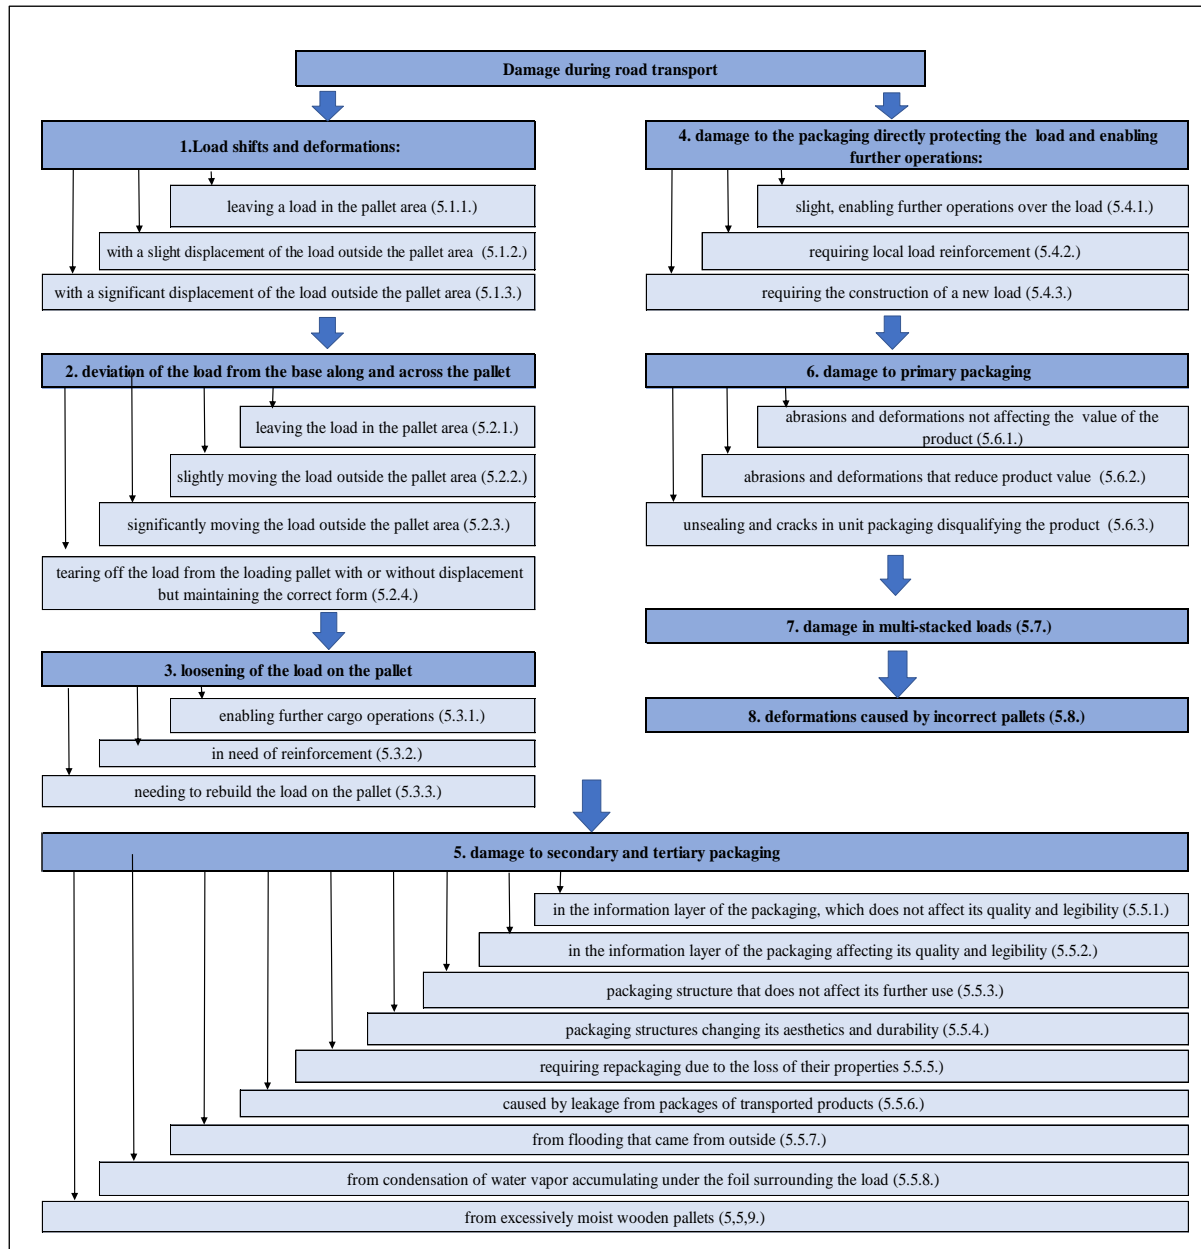 Damage during road transport
1.Load shifts and deformations:
leaving a load in the pallet area (5.1.1.)
with a slight displacement of the load outside the pallet area (5.1.2.)
with a significant displacement of the load outside the pallet area (5.1.3.)
2. deviation of the load from the base along and across the pallet
leaving the load in the pallet area (5.2.1.)
slightly moving the load outside the pallet area (5.2.2.)
significantly moving the load outside the pallet area (5.2.3.)
tearing off the load from the loading pallet with or without displacement
but maintaining the correct form (5.2.4.)
3. loosening of the load on the pallet
enabling further cargo operations (5.3.1.)
in need of reinforcement (5.3.2.)
needing to rebuild the load on the pallet (5.3.3.)
4. damage to the packaging directly protecting the load and enabling
further operations:
slight, enabling further operations over the load (5.4.1.)
requiring local load reinforcement (5.4.2.)
requiring the construction of a new load (5.4.3.)
6. damage to primary packaging
abrasions and deformations not affecting the value of the
product (5.6.1.)
abrasions and deformations that reduce product value (5.6.2.)
unsealing and cracks in unit packaging disqualifying the product (5.6.3.)
7. damage in multi-stacked loads (5.7.)
8. deformations caused by incorrect pallets (5.8.)
5. damage to secondary and tertiary packaging
in the information layer of the packaging, which does not affect its quality and legibility (5.5.1.)
in the information layer of the packaging affecting its quality and legibility (5.5.2.)
packaging structure that does not affect its further use (5.5.3.)
packaging structures changing its aesthetics and durability (5.5.4.)
requiring repackaging due to the loss of their properties 5.5.5.)
caused by leakage from packages of transported products (5.5.6.)
from flooding that came from outside (5.5.7.)
from condensation of water vapor accumulating under the foil surrounding the load (5.5.8.)
from excessively moist wooden pallets (5,5,9.)